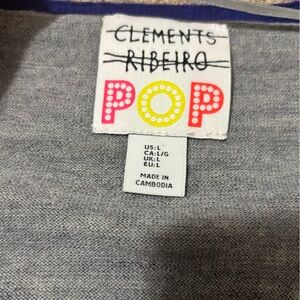 CLEMENTS
RIBEIRO
POP
US:L
CA:L/G
UK:L
EU:L
MADE IN
CAMBODIA